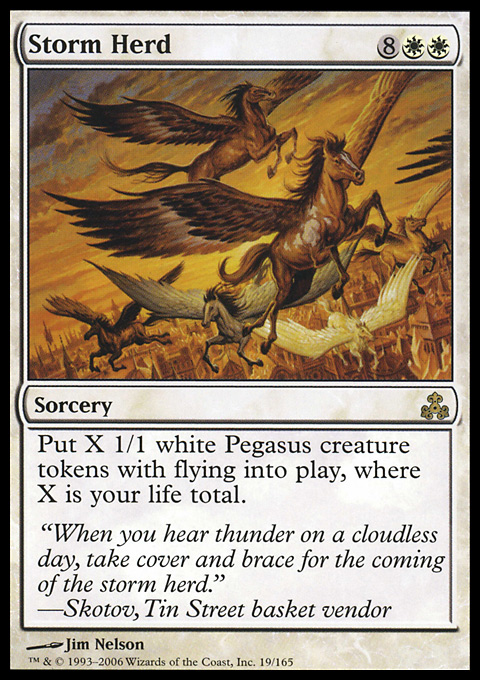 Storm Herd 8
Sorcery
Put X 1/1 white Pegasus creature
tokens with flying into play, where
X is your life total.
“When you hear thunder on a cloudless
day, take cover and brace for the coming
of the storm herd.”
—Skotov, Tin Street basket vendor
Jim Nelson
™ & © 1993–2006 Wizards of the Coast, Inc. 19/165